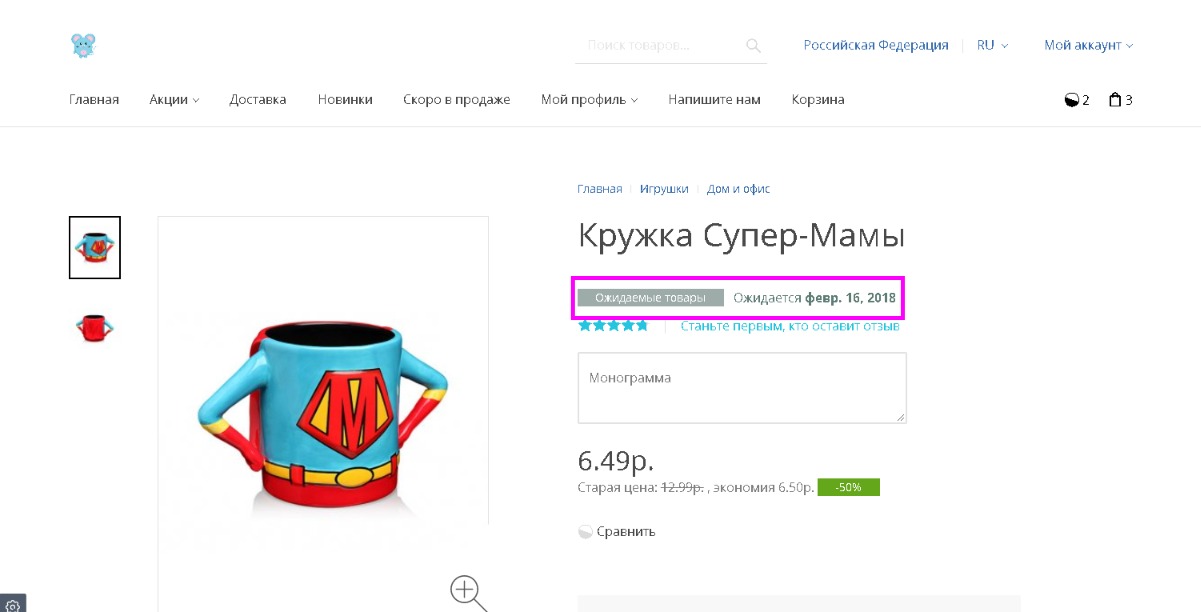 Поиск товаров...
Российская Федерация
RU
Мой аккаунт
Главная Акции Доставка Новинки Скоро в продаже Мой профиль Напишите нам Корзина 2 3
Главная Игрушки Дом и офис
Кружка Супер-Мамы
Ожидаемые товары Ожидается февр. 16, 2018
Станьте первым, кто оставит отзыв
Монограмма
M
6.49р.
Старая цена: 12.99р. , экономия 6.50р. -50%
Сравнить